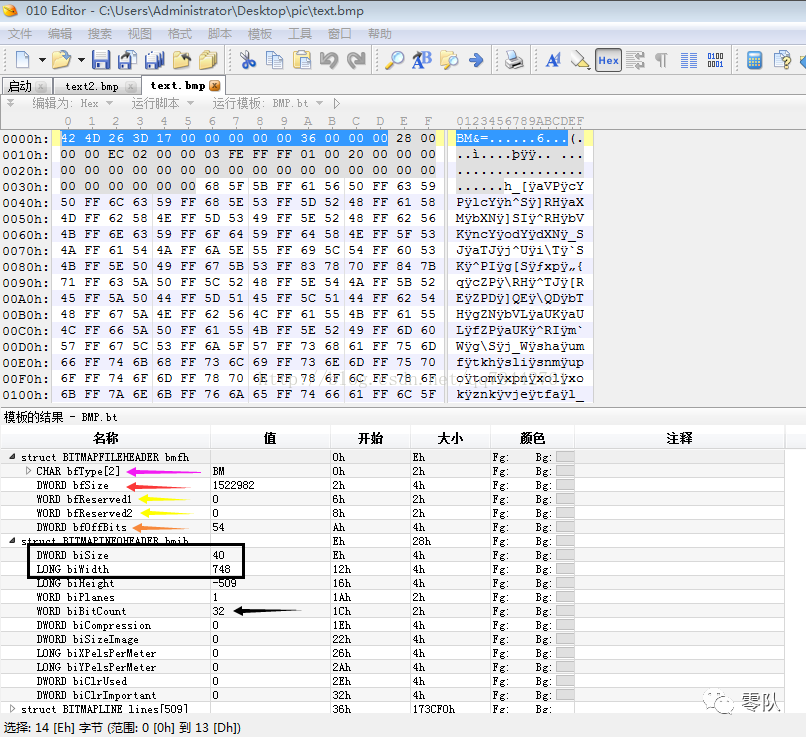 010 Editor - C:\Users\Administrator\Desktop\pic\text.bmp
文件 编辑 搜索 视图 格式 脚本 模板 工具 窗口 帮助
Hex
启动 text2.bmp text.bmp
编辑为: Hex 运行脚本 运行模板: BMP.bt
0 1 2 3 4 5 6 7 8 9 A B C D E F 0123456789ABCDEF
0000h: 42 4D 26 3D 17 00 00 00 00 00 36 00 00 00 28 00 BM&=......6...(.
0010h: 00 00 EC 02 00 00 03 FE FF FF 01 00 20 00 00 00 ..ì....þÿÿ.. ...
0020h: 00 00 00 00 00 00 00 00 00 00 00 00 00 00 00 00 ................
0030h: 00 00 00 00 00 00 68 5F 5B FF 61 56 50 FF 63 59 ......h_[ÿaVPÿcY
0040h: 50 FF 6C 63 59 FF 68 5E 53 FF 5D 52 48 FF 61 58 PÿlcYÿh^Sÿ]RHÿaX
0050h: 4D FF 62 58 4E FF 5D 53 49 FF 5E 52 48 FF 62 56 MÿbXNÿ]SIÿ^RHÿbV
0060h: 4B FF 6E 63 59 FF 6F 64 59 FF 64 58 4E FF 5F 53 KÿncYÿodYÿdXNÿ_S
0070h: 4A FF 61 54 4A FF 6A 5E 55 FF 69 5C 54 FF 60 53 JÿaTJÿj^Uÿi\Tÿ`S
0080h: 4B FF 5E 50 49 FF 67 5B 53 FF 83 78 70 FF 84 7B Kÿ^PIÿg[Sÿƒxpÿ„{
0090h: 71 FF 63 5A 50 FF 5C 52 48 FF 5E 54 4A FF 5B 52 qÿcZPÿ\RHÿ^TJÿ[R
00A0h: 45 FF 5A 50 44 FF 5D 51 45 FF 5C 51 44 FF 62 54 EÿZPDÿ]QEÿ\QDÿbT
00B0h: 48 FF 67 5A 4E FF 62 56 4C FF 61 55 4B FF 61 55 HÿgZNÿbVLÿaUKÿaU
00C0h: 4C FF 66 5A 50 FF 61 55 4B FF 5E 52 49 FF 6D 60 LÿfZPÿaUKÿ^RIÿm`
00D0h: 57 FF 67 5C 53 FF 6A 5F 57 FF 73 68 61 FF 75 6D Wÿg\Sÿj_Wÿshaÿum
00E0h: 66 FF 74 6B 68 FF 73 6C 69 FF 73 6E 6D FF 75 70 fÿtkhÿsliÿsnmÿup
00F0h: 6F FF 74 6F 6D FF 78 70 6E FF 78 6F 6C FF 78 6F oÿtomÿxpnÿxolÿxo
0100h: 6B FF 7A 6E 6B FF 76 6A 65 FF 74 66 61 FF 6C 5F kÿznkÿvjeÿtfaÿl_
模板的结果 - BMP.bt
名称 值 开始 大小 颜色 注释
struct BITMAPFILEHEADER bmfh 0h Eh Fg: Bg:
CHAR bfType[2] BM 0h 2h Fg: Bg:
DWORD bfSize 1522982 2h 4h Fg: Bg:
WORD bfReserved1 0 6h 2h Fg: Bg:
WORD bfReserved2 0 8h 2h Fg: Bg:
DWORD bfOffBits 54 Ah 4h Fg: Bg:
struct BITMAPINFOHEADER bmih Eh 28h Fg: Bg:
DWORD biSize 40 Eh 4h Fg: Bg:
LONG biWidth 748 12h 4h Fg: Bg:
LONG biHeight -509 16h 4h Fg: Bg:
WORD biPlanes 1 1Ah 2h Fg: Bg:
WORD biBitCount 32 1Ch 2h Fg: Bg:
DWORD biCompression 0 1Eh 4h Fg: Bg:
DWORD biSizeImage 0 22h 4h Fg: Bg:
LONG biXPelsPerMeter 0 26h 4h Fg: Bg:
LONG biYPelsPerMeter 0 2Ah 4h Fg: Bg:
DWORD biClrUsed 0 2Eh 4h Fg: Bg:
DWORD biClrImportant 0 32h 4h Fg: Bg:
struct BITMAPLINE lines[509] 36h 173CF0h Fg: Bg:
零队
选择: 14 [Eh] 字节 (范围: 0 [0h] 到 13 [Dh])